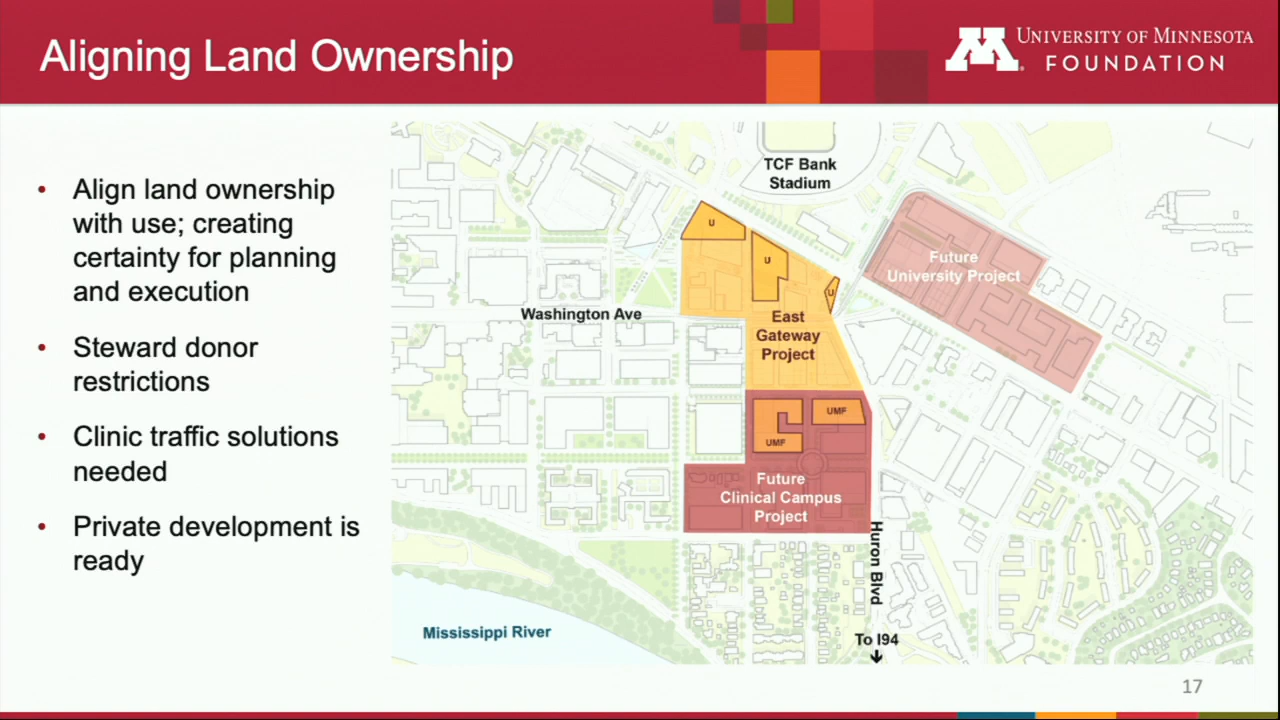 Aligning Land Ownership
M
UNIVERSITY OF MINNESOTA
FOUNDATION
• Align land ownership
with use; creating
certainty for planning
and execution
• Steward donor
restrictions
• Clinic traffic solutions
needed
• Private development is
ready
TCF Bank
Stadium
U
U
U
Future
University Project
Washington Ave
East
Gateway
Project
UMF
UMF
Future
Clinical Campus
Project
Huron Blvd
Mississippi River
To I94
17